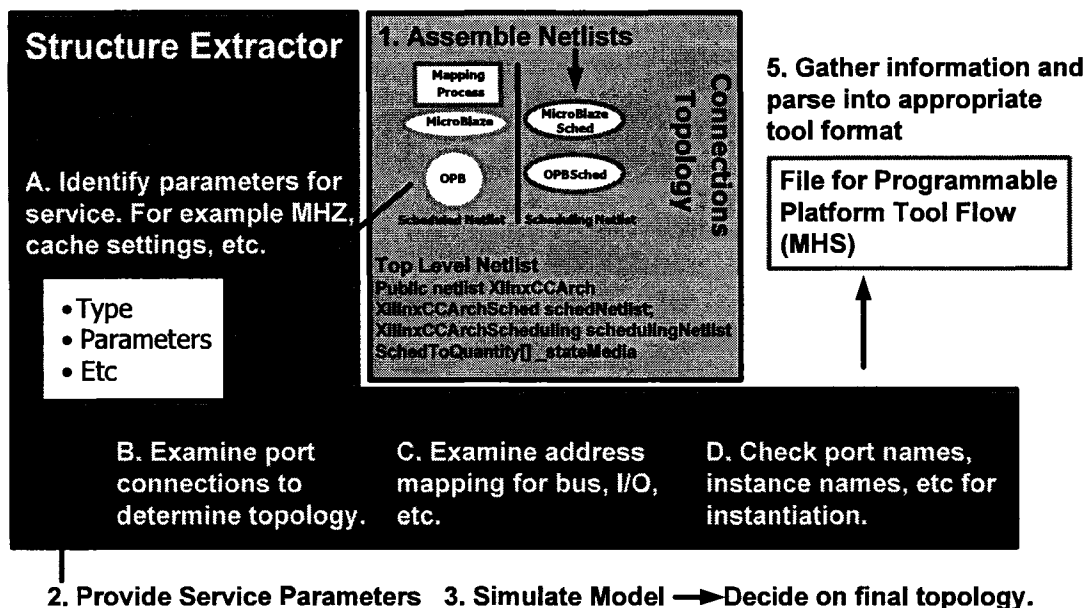 Structure Extractor
1. Assemble Netlists
Mapping
Process
MicroBlaze
OPB
Scheduled Netlist
MicroBlaze
Sched
OPBSched
Scheduling Netlist
Connections
Topology
Top Level Netlist
Public netlist XilinxCCArch
XilinxCCArchSched schedNetlist;
XilinxCCArchScheduling schedulingNetlist
SchedToQuantity[] _stateMedia
5. Gather information and
parse into appropriate
tool format
File for Programmable
Platform Tool Flow
(MHS)
A. Identify parameters for
service. For example MHZ,
cache settings, etc.
• Type
• Parameters
• Etc
B. Examine port
connections to
determine topology.
C. Examine address
mapping for bus, I/O,
etc.
D. Check port names,
instance names, etc for
instantiation.
2. Provide Service Parameters
3. Simulate Model
Decide on final topology.